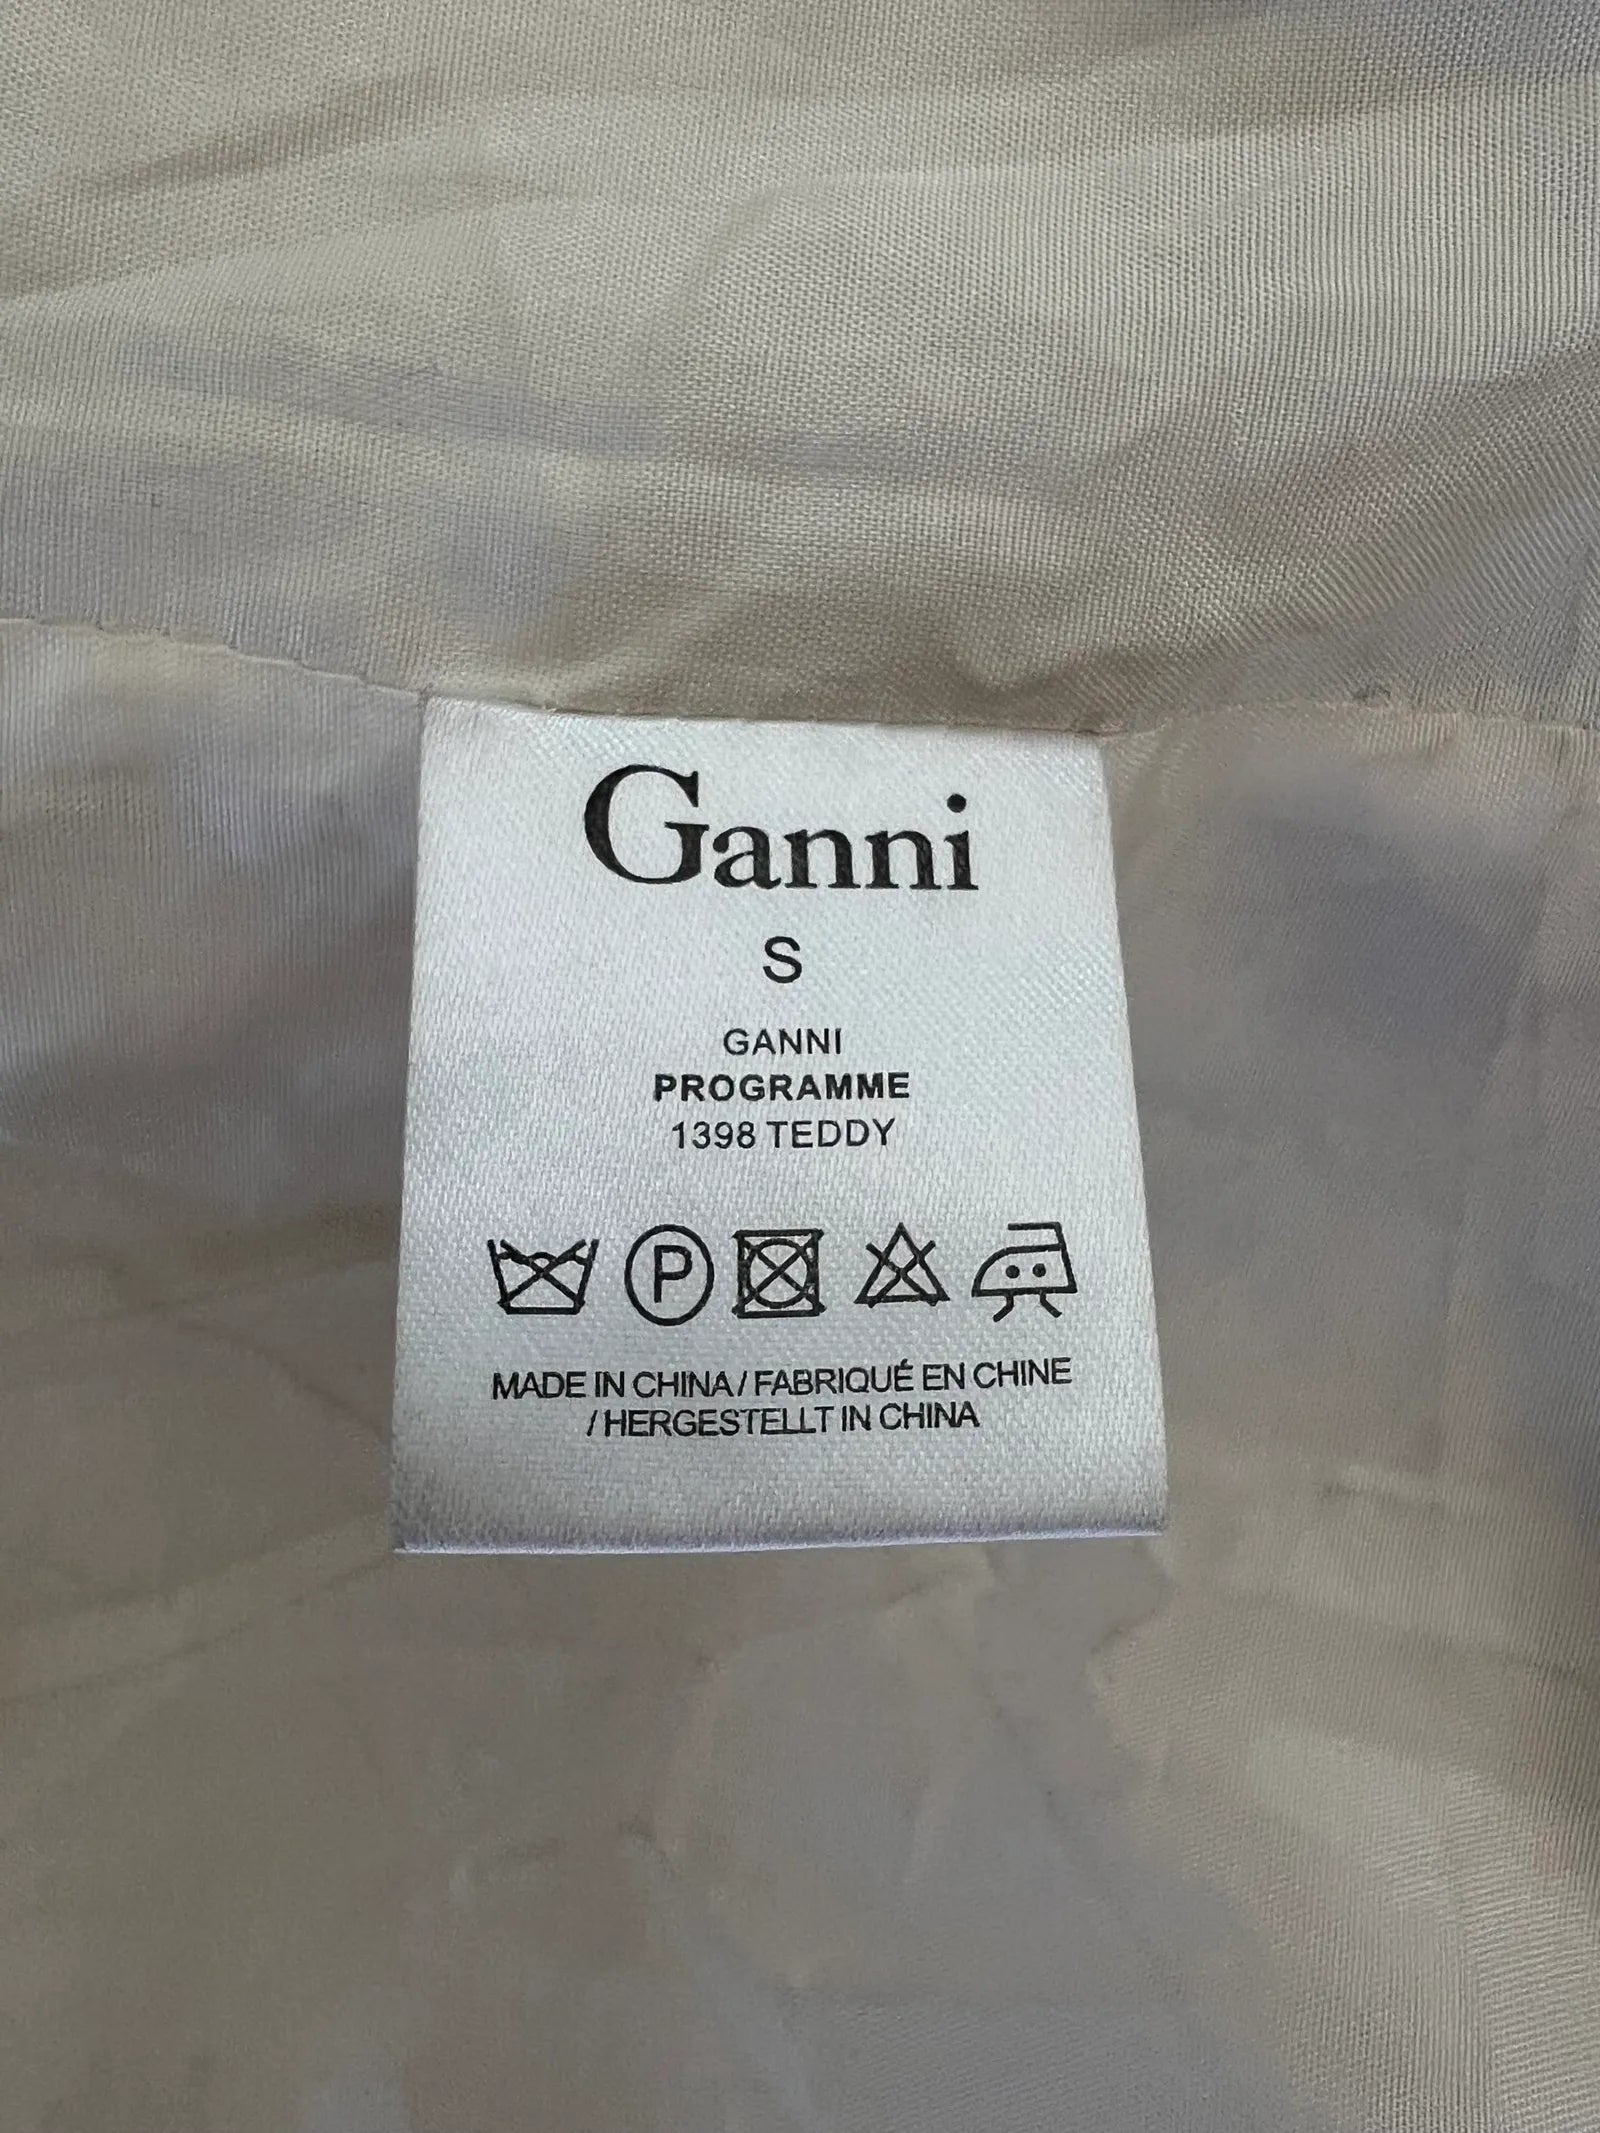 Ganni
S
GANNI
PROGRAMME
1398 TEDDY
P
MADE IN CHINA / FABRIQUÉ EN CHINE
/ HERGESTELLT IN CHINA